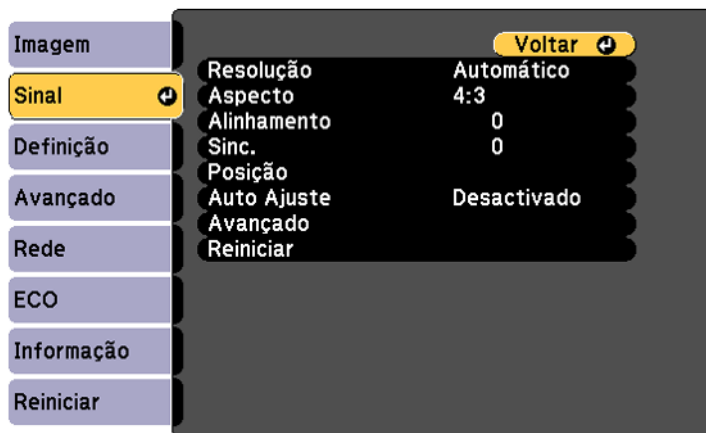 Imagem
Sinal
Definição
Avançado
Rede
ECO
Informação
Reiniciar
Voltar
Resolução Automático
Aspecto 4:3
Alinhamento 0
Sinc. 0
Posição
Auto Ajuste Desactivado
Avançado
Reiniciar